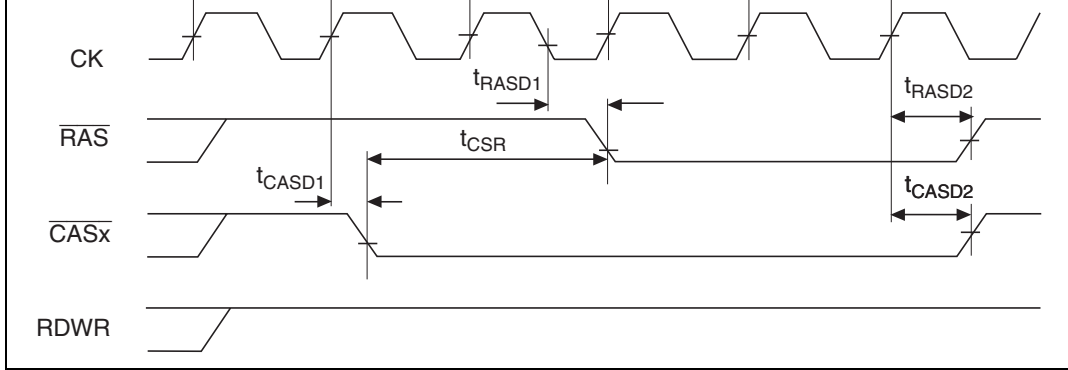 CK
tRASD1
tRASD2
RAS
tCSR
tCASD1
tCASD2
CASx
RDWR